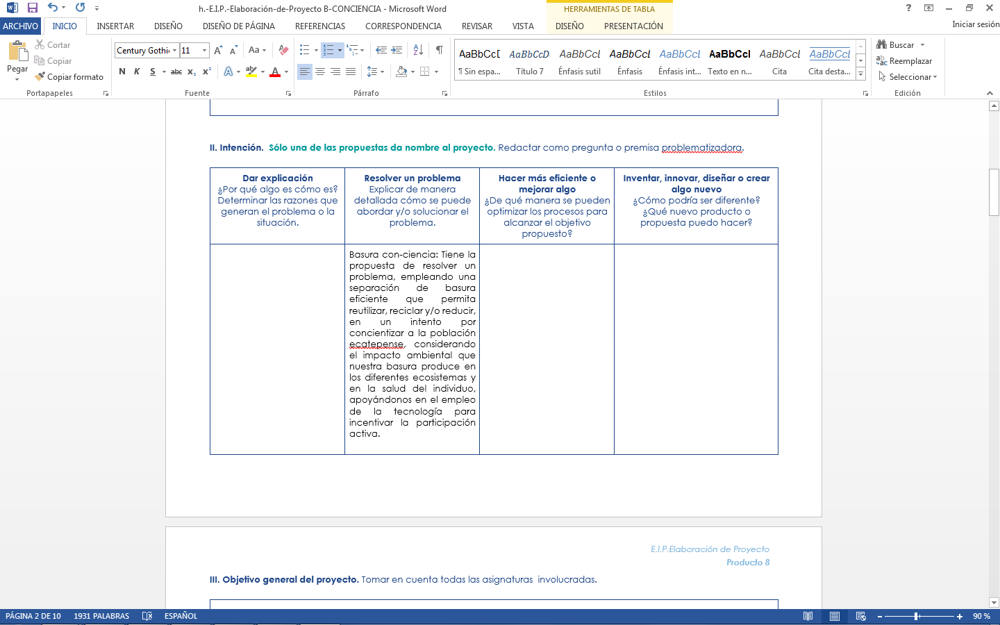 h.-E.I.P.-Elaboración-de-Proyecto B-CONCIENCIA - Microsoft Word
HERRAMIENTAS DE TABLA
ARCHIVO INICIO INSERTAR DISEÑO DISEÑO DE PÁGINA REFERENCIAS CORRESPONDENCIA REVISAR VISTA DISEÑO PRESENTACIÓN
Iniciar sesión
Pegar
Cortar
Copiar
Copiar formato
Portapapeles
Century Gothi 11
Aa
N K S abc x₂ x²
Fuente
Párrafo
AaBbCcD AaBbCcD AaBbCcL AaBbCcL AaBbCcL AaBbCcl AaBbCcL AaBbCcL
¶ Sin espa... Título 7 Énfasis sutil Énfasis Énfasis int... Texto en n... Cita Cita desta...
Estilos
Buscar
Reemplazar
Seleccionar
Edición
II. Intención. Sólo una de las propuestas da nombre al proyecto. Redactar como pregunta o premisa problematizadora.
Dar explicación
¿Por qué algo es cómo es?
Determinar las razones que
generan el problema o la
situación.
Resolver un problema
Explicar de manera
detallada cómo se puede
abordar y/o solucionar el
problema.
Hacer más eficiente o
mejorar algo
¿De qué manera se pueden
optimizar los procesos para
alcanzar el objetivo
propuesto?
Inventar, innovar, diseñar o crear
algo nuevo
¿Cómo podría ser diferente?
¿Qué nuevo producto o
propuesta puedo hacer?
Basura con-ciencia: Tiene la
propuesta de resolver un
problema, empleando una
separación de basura
eficiente que permita
reutilizar, reciclar y/o reducir,
en un intento por
concientizar a la población
ecatepense, considerando
el impacto ambiental que
nuestra basura produce en
los diferentes ecosistemas y
en la salud del individuo,
apoyándonos en el empleo
de la tecnología para
incentivar la participación
activa.
E.I.P.Elaboración de Proyecto
Producto 8
III. Objetivo general del proyecto. Tomar en cuenta todas las asignaturas involucradas.
PÁGINA 2 DE 10 1931 PALABRAS ESPAÑOL
90 %